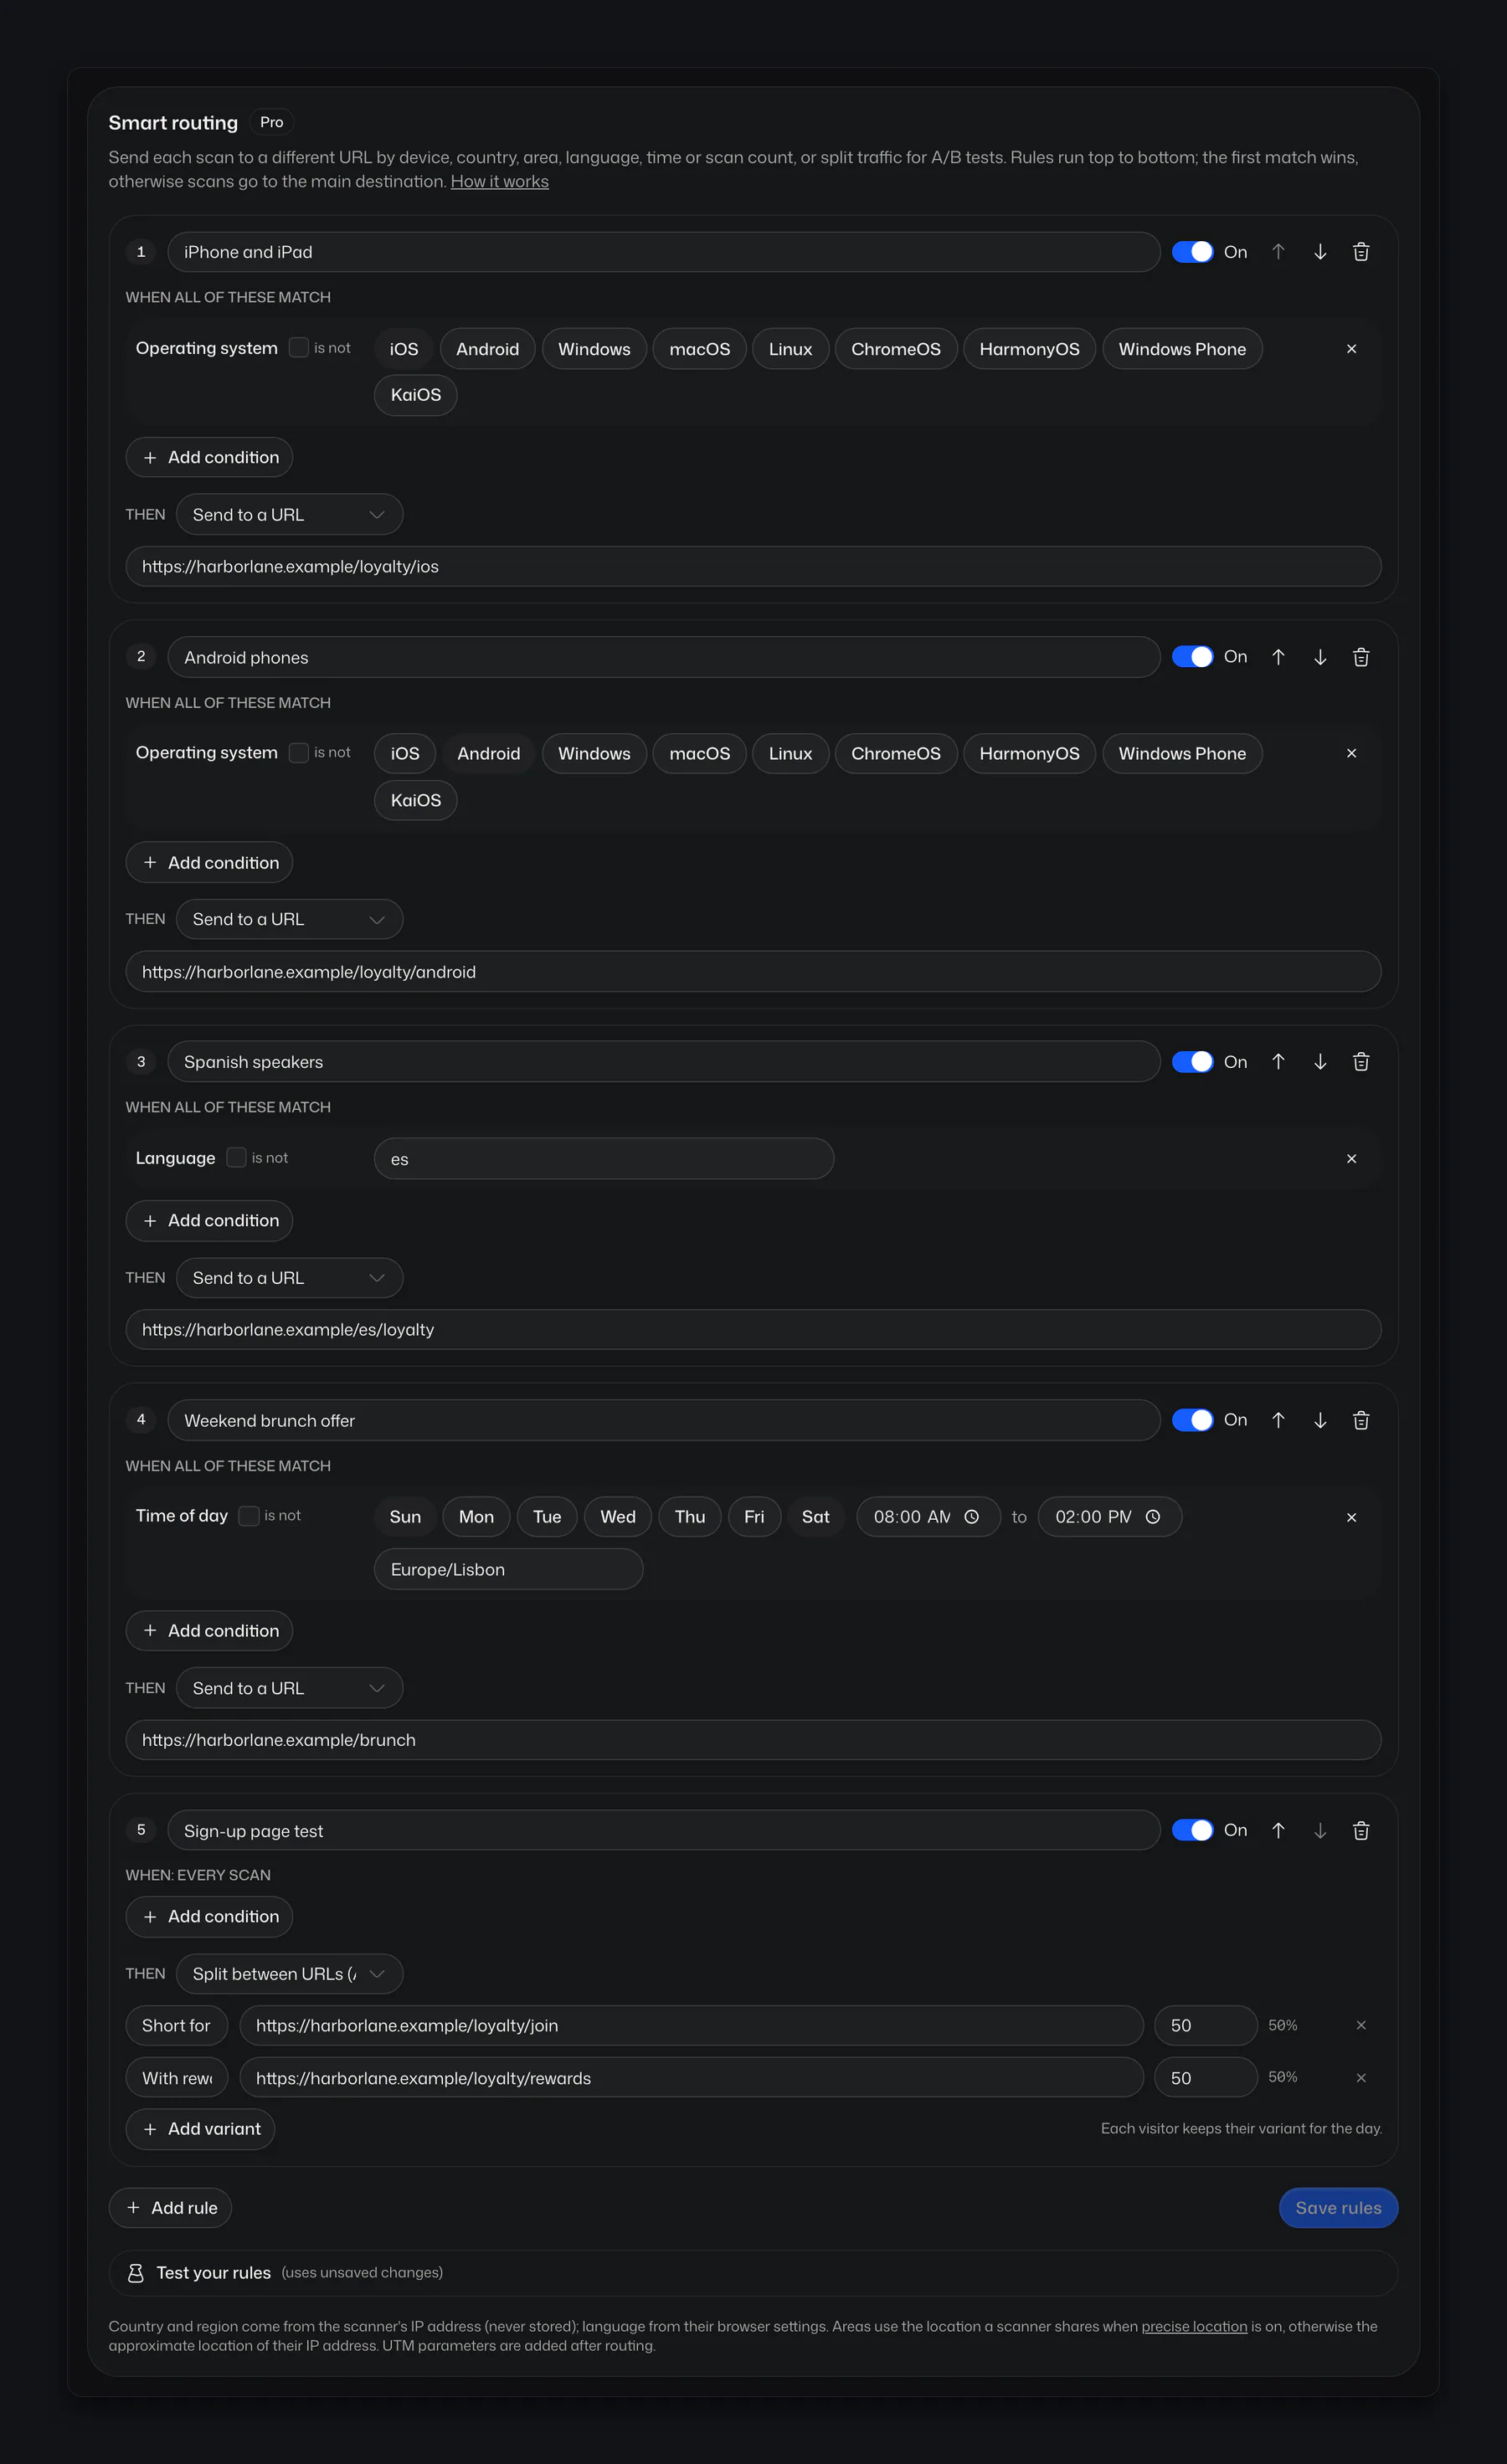 Smart routing Pro
Send each scan to a different URL by device, country, area, language, time or scan count, or split traffic for A/B tests. Rules run top to bottom; the first match wins,
otherwise scans go to the main destination. How it works
1 iPhone and iPad On
WHEN ALL OF THESE MATCH
Operating system is not iOS Android Windows macOS Linux ChromeOS HarmonyOS Windows Phone
KaiOS
Add condition
THEN Send to a URL
https://harborlane.example/loyalty/ios
2 Android phones On
WHEN ALL OF THESE MATCH
Operating system is not iOS Android Windows macOS Linux ChromeOS HarmonyOS Windows Phone
KaiOS
Add condition
THEN Send to a URL
https://harborlane.example/loyalty/android
3 Spanish speakers On
WHEN ALL OF THESE MATCH
Language is not es
Add condition
THEN Send to a URL
https://harborlane.example/es/loyalty
4 Weekend brunch offer On
WHEN ALL OF THESE MATCH
Time of day is not Sun Mon Tue Wed Thu Fri Sat 08:00 AM to 02:00 PM
Europe/Lisbon
Add condition
THEN Send to a URL
https://harborlane.example/brunch
5 Sign-up page test On
WHEN: EVERY SCAN
Add condition
THEN Split between URLs (
Short for https://harborlane.example/loyalty/join 50 50%
With rew https://harborlane.example/loyalty/rewards 50 50%
Add variant Each visitor keeps their variant for the day.
Add rule Save rules
Test your rules (uses unsaved changes)
Country and region come from the scanner's IP address (never stored); language from their browser settings. Areas use the location a scanner shares when precise location is on, otherwise the
approximate location of their IP address. UTM parameters are added after routing.